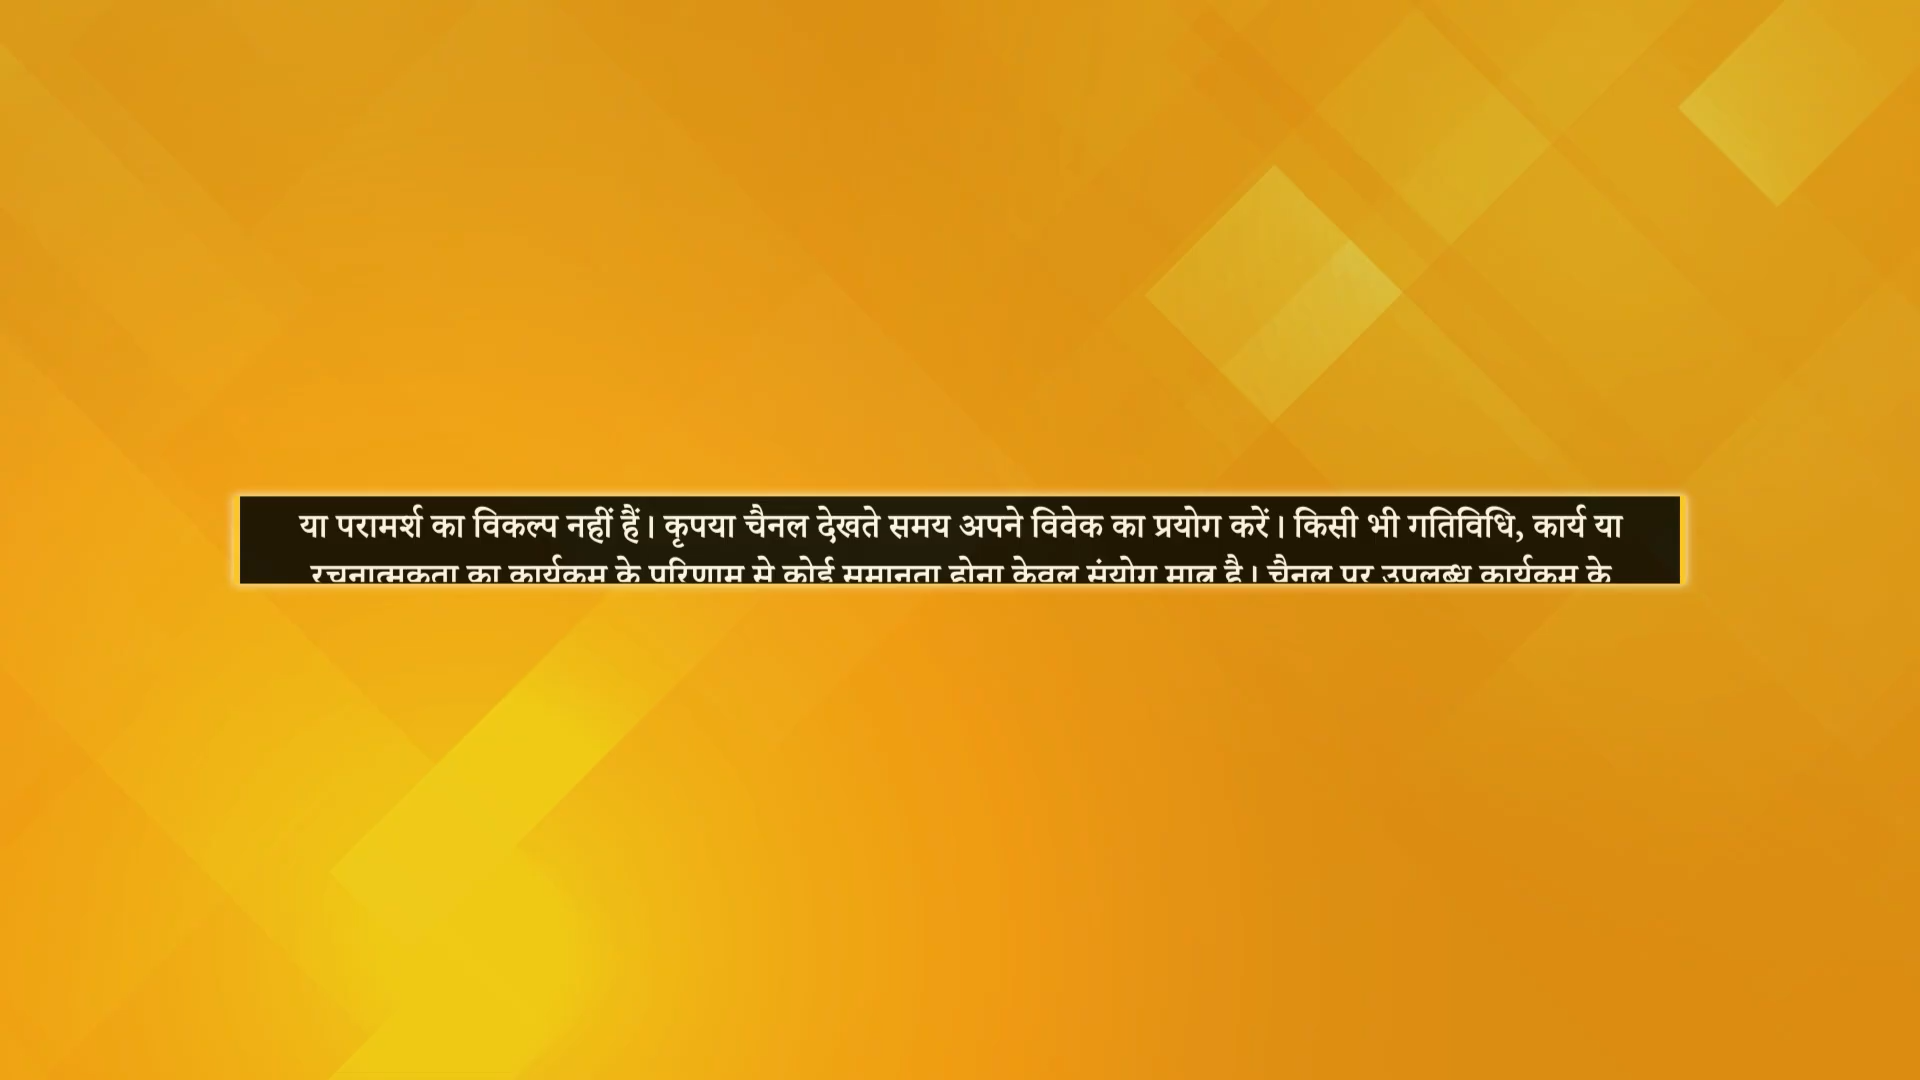 या परामर्श का विकल्प नहीं हैं। कृपया चैनल देखते समय अपने विवेक का प्रयोग करें। किसी भी गतिविधि, कार्य या
रचनात्मकता का कार्यक्रम के परिणाम से कोई समानता होना केवल संयोग मात्र है। चैनल पर उपलब्ध कार्यक्रम के